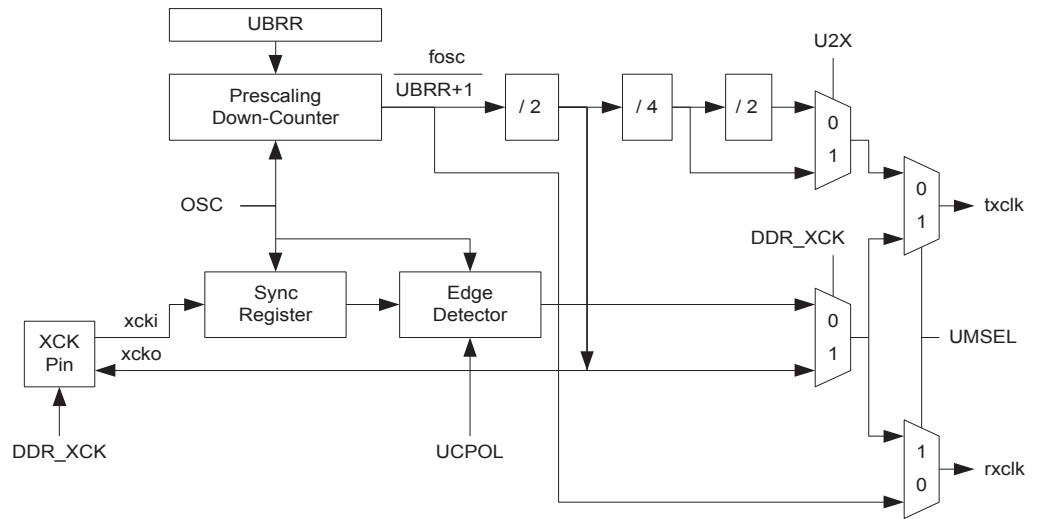 UBRR
fosc
U2X
Prescaling
Down-Counter
UBRR+1
/ 2
/ 4
/ 2
0
1
OSC
0
1
txclk
DDR_XCK
Sync
Register
Edge
Detector
xcki
0
1
XCK
Pin
xcko
UMSEL
DDR_XCK
UCPOL
1
0
rxclk